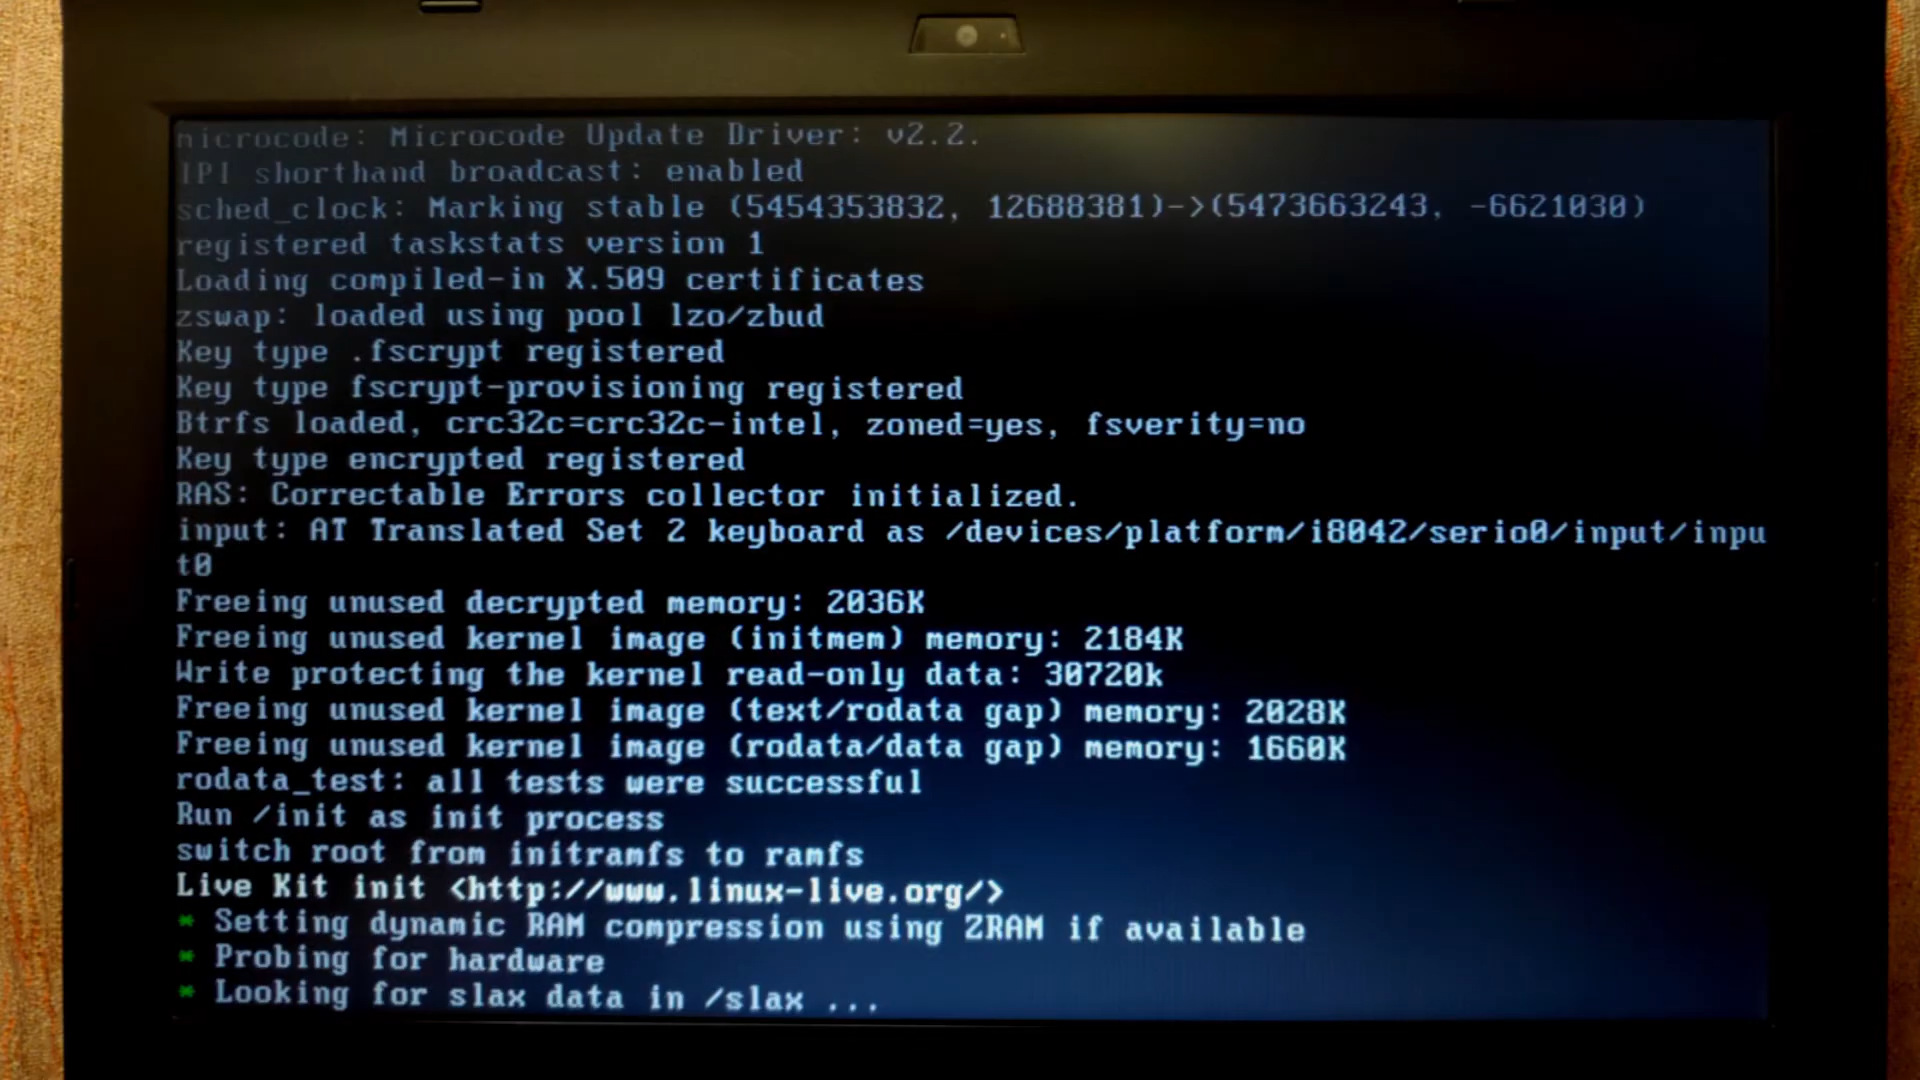 microcode: Microcode Update Driver: v2.2.
IPI shorthand broadcast: enabled
sched_clock: Marking stable (5454353832, 12688381)->(5473663243, -6621030)
registered taskstats version 1
Loading compiled-in X.509 certificates
zswap: loaded using pool lzo/zbud
Key type .fscrypt registered
Key type fscrypt-provisioning registered
Btrfs loaded, crc32c=crc32c-intel, zoned=yes, fsverity=no
Key type encrypted registered
RAS: Correctable Errors collector initialized.
input: AT Translated Set 2 keyboard as /devices/platform/i8042/serio0/input/inpu
t0
Freeing unused decrypted memory: 2036K
Freeing unused kernel image (initmem) memory: 2184K
Write protecting the kernel read-only data: 30720k
Freeing unused kernel image (text/rodata gap) memory: 2028K
Freeing unused kernel image (rodata/data gap) memory: 1660K
rodata_test: all tests were successful
Run /init as init process
switch root from initramfs to ramfs
Live Kit init <http://www.linux-live.org/>
* Setting dynamic RAM compression using ZRAM if available
* Probing for hardware
* Looking for slax data in /slax ...